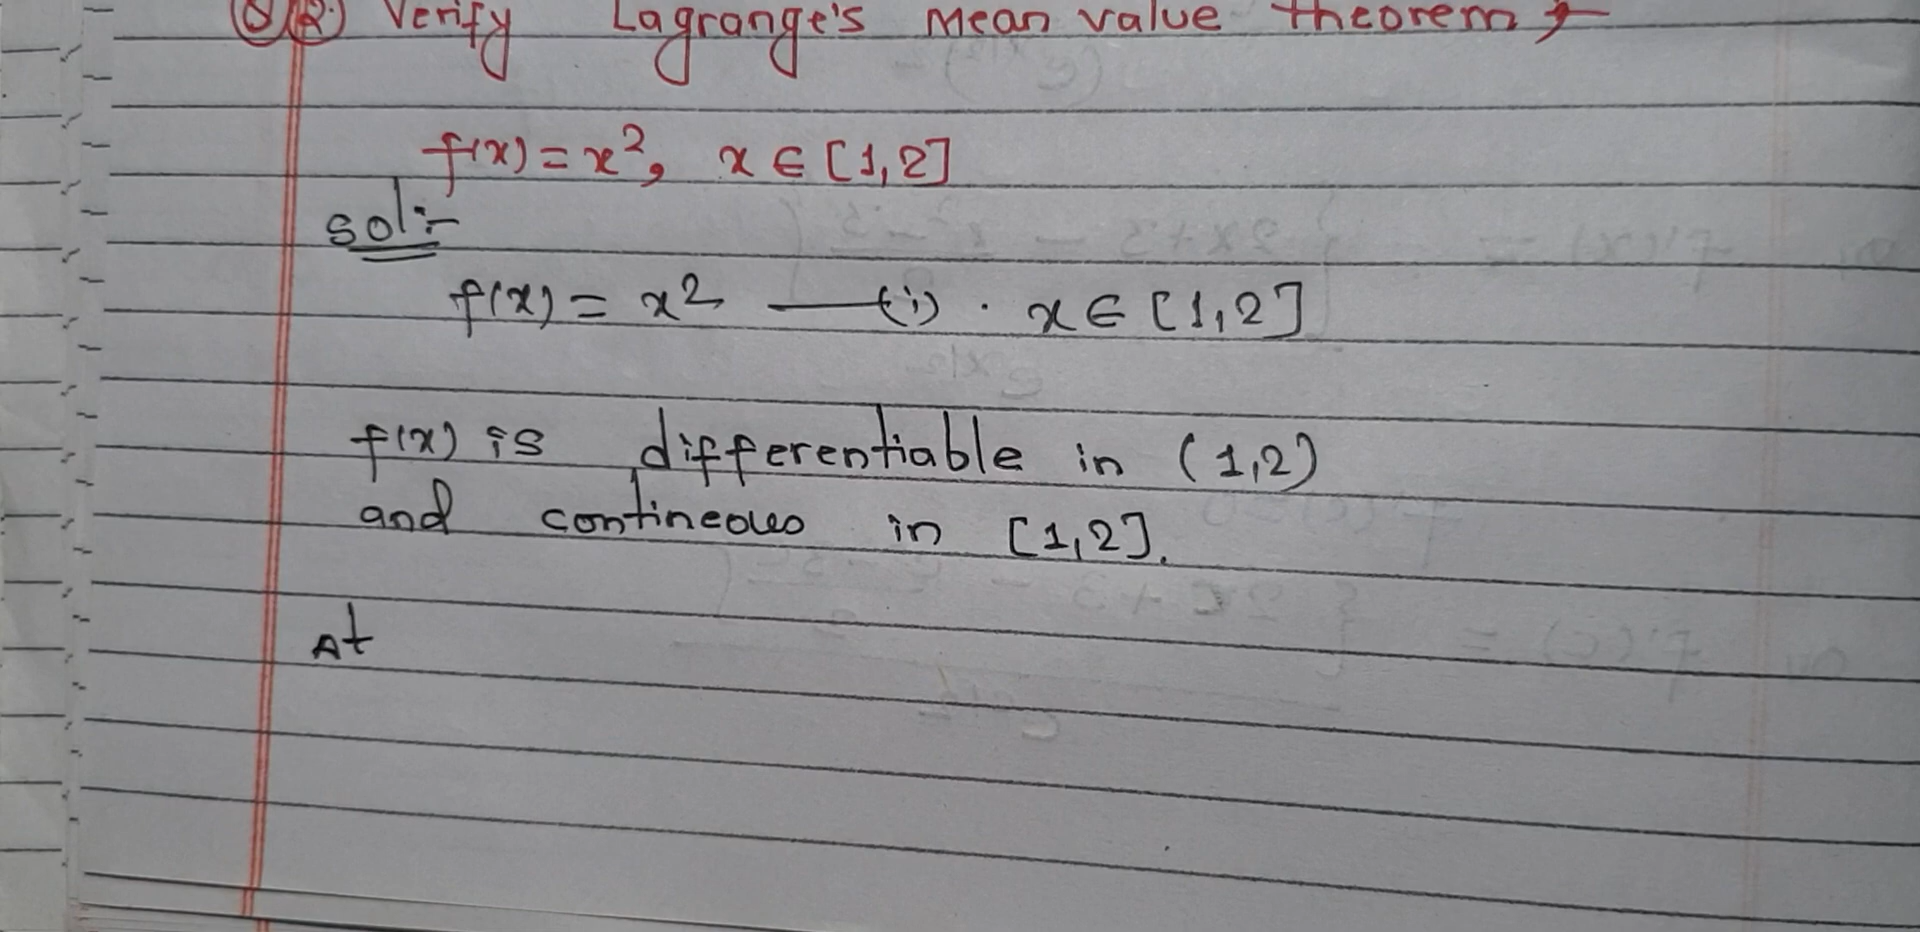 Q2. Verify Lagrange's Mean value theorem
f(x) = x², x ∈ [1,2]
sol:-
f(x) = x² —(i) . x ∈ [1,2]
f(x) is differentiable in (1,2)
and contineous in [1,2].
At